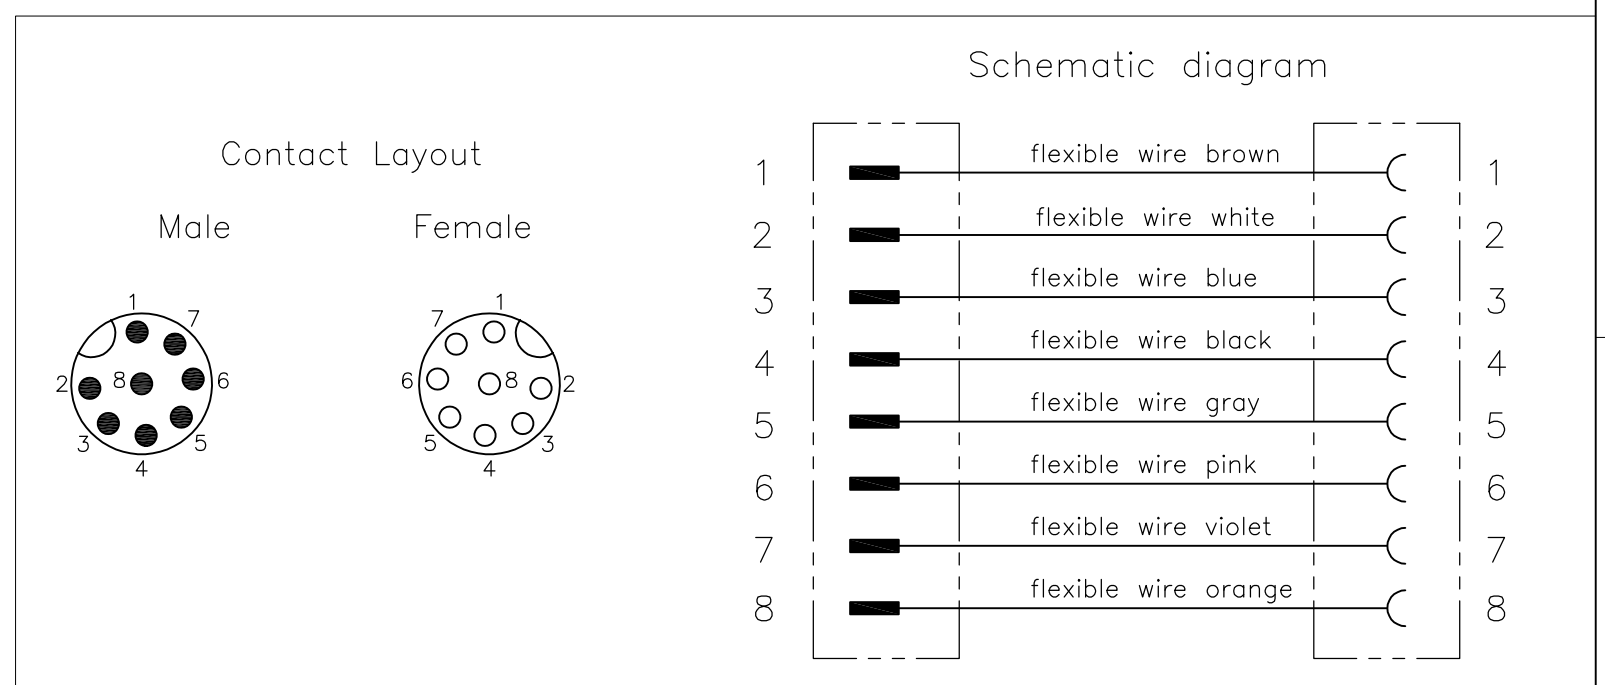 Schematic diagram
Contact Layout
Male Female
1 7 2 8 6 3 5 4
7 1 6 8 2 5 3 4
1 flexible wire brown 1
2 flexible wire white 2
3 flexible wire blue 3
4 flexible wire black 4
5 flexible wire gray 5
6 flexible wire pink 6
7 flexible wire violet 7
8 flexible wire orange 8